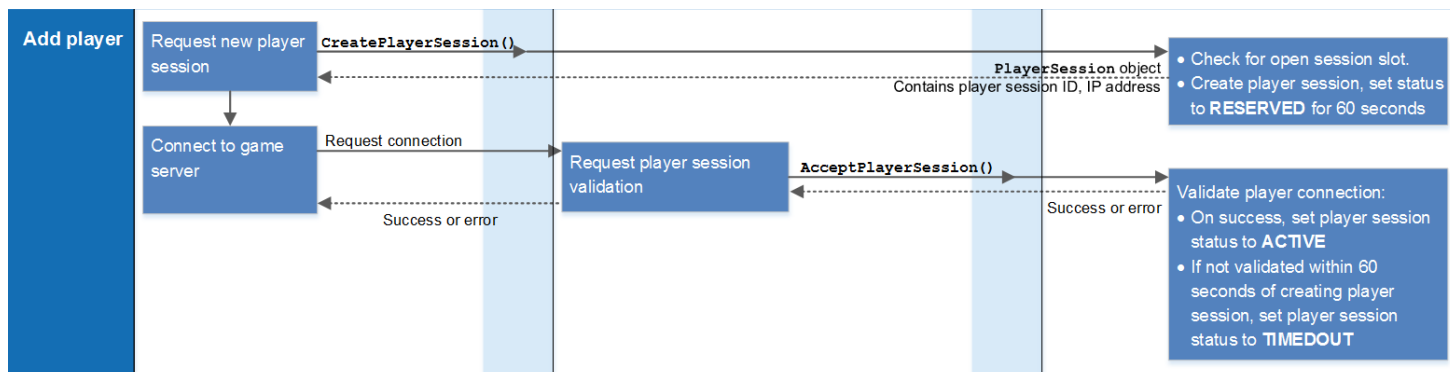 Add player
Request new player
session
CreatePlayerSession()
PlayerSession object
Contains player session ID, IP address
• Check for open session slot.
• Create player session, set status
to RESERVED for 60 seconds
Connect to game
server
Request connection
Request player session
validation
AcceptPlayerSession()
Success or error
Success or error
Validate player connection:
• On success, set player session
status to ACTIVE
• If not validated within 60
seconds of creating player
session, set player session
status to TIMEDOUT